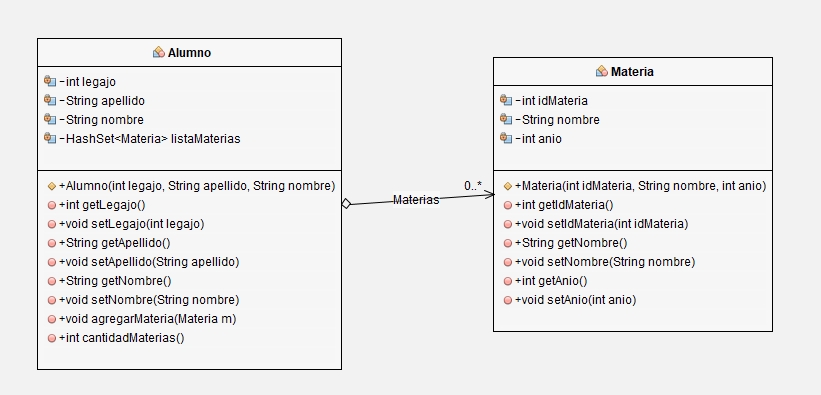 Alumno
-int legajo
-String apellido
-String nombre
-HashSet<Materia> listaMaterias
+Alumno(int legajo, String apellido, String nombre)
+int getLegajo()
+void setLegajo(int legajo)
+String getApellido()
+void setApellido(String apellido)
+String getNombre()
+void setNombre(String nombre)
+void agregarMateria(Materia m)
+int cantidadMaterias()
Materias
0..*
Materia
-int idMateria
-String nombre
-int anio
+Materia(int idMateria, String nombre, int anio)
+int getIdMateria()
+void setIdMateria(int idMateria)
+String getNombre()
+void setNombre(String nombre)
+int getAnio()
+void setAnio(int anio)